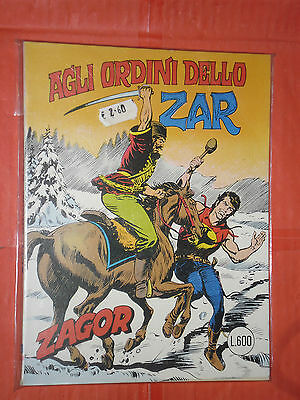 AGLI ORDINI DELLO
ZAR
€ 2.60
ZAGOR
L.600